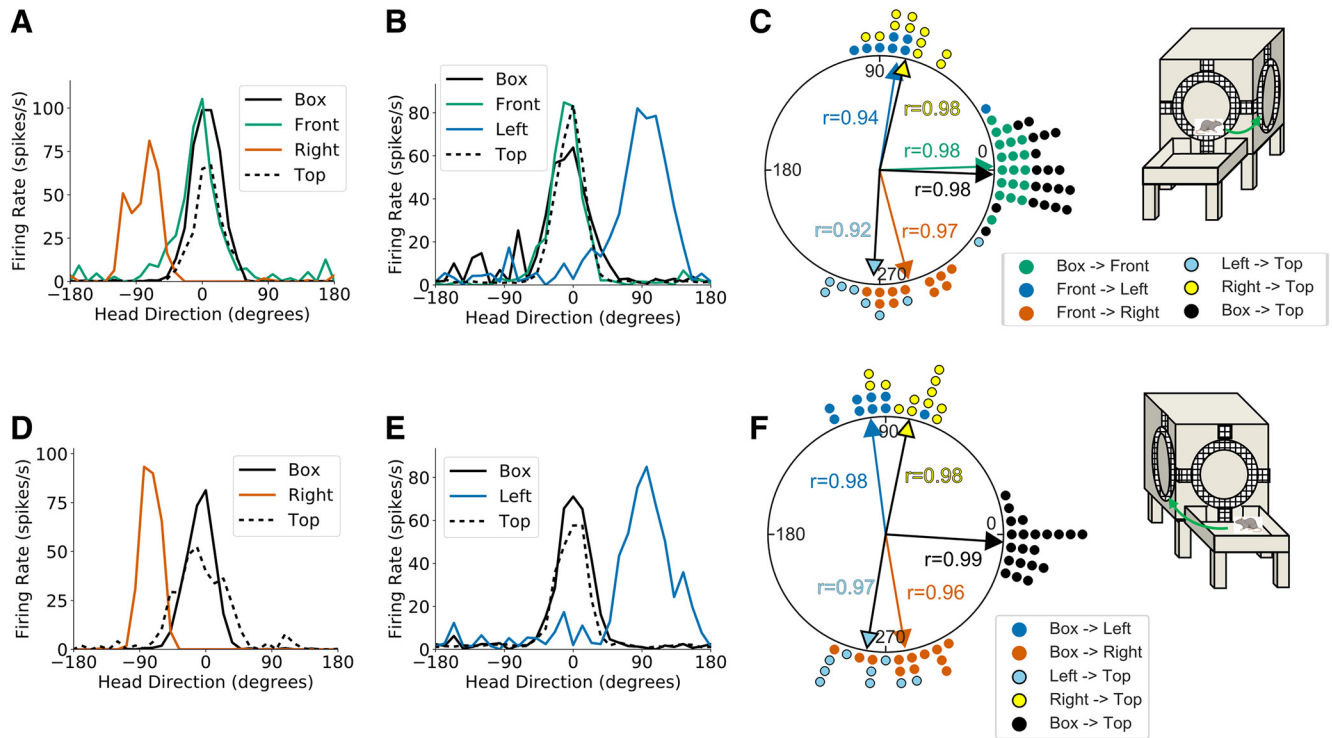 A
Firing Rate (spikes/s)
100
75
50
25
0
−180
−90
0
90
180
Head Direction (degrees)
Box
Front
Right
Top
B
Firing Rate (spikes/s)
80
60
40
20
0
−180
−90
0
90
180
Head Direction (degrees)
Box
Front
Left
Top
C
90
0
-180
270
r=0.94
r=0.98
r=0.98
r=0.98
r=0.92
r=0.97
Box -> Front
Front -> Left
Front -> Right
Left -> Top
Right -> Top
Box -> Top
D
Firing Rate (spikes/s)
100
75
50
25
0
−180
−90
0
90
180
Head Direction (degrees)
Box
Right
Top
E
Firing Rate (spikes/s)
80
60
40
20
0
−180
−90
0
90
180
Head Direction (degrees)
Box
Left
Top
F
90
0
-180
270
r=0.98
r=0.98
r=0.99
r=0.97
r=0.96
Box -> Left
Box -> Right
Left -> Top
Right -> Top
Box -> Top